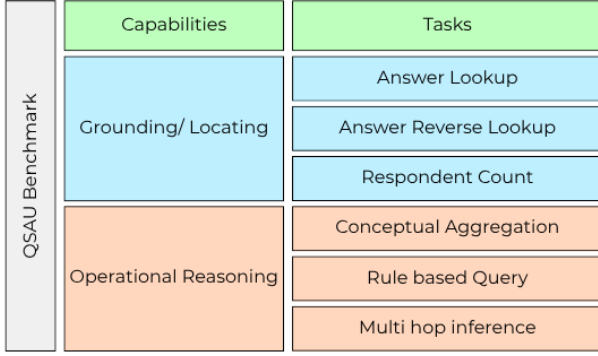 QSAU Benchmark
Capabilities
Tasks
Grounding/ Locating
Answer Lookup
Answer Reverse Lookup
Respondent Count
Operational Reasoning
Conceptual Aggregation
Rule based Query
Multi hop inference